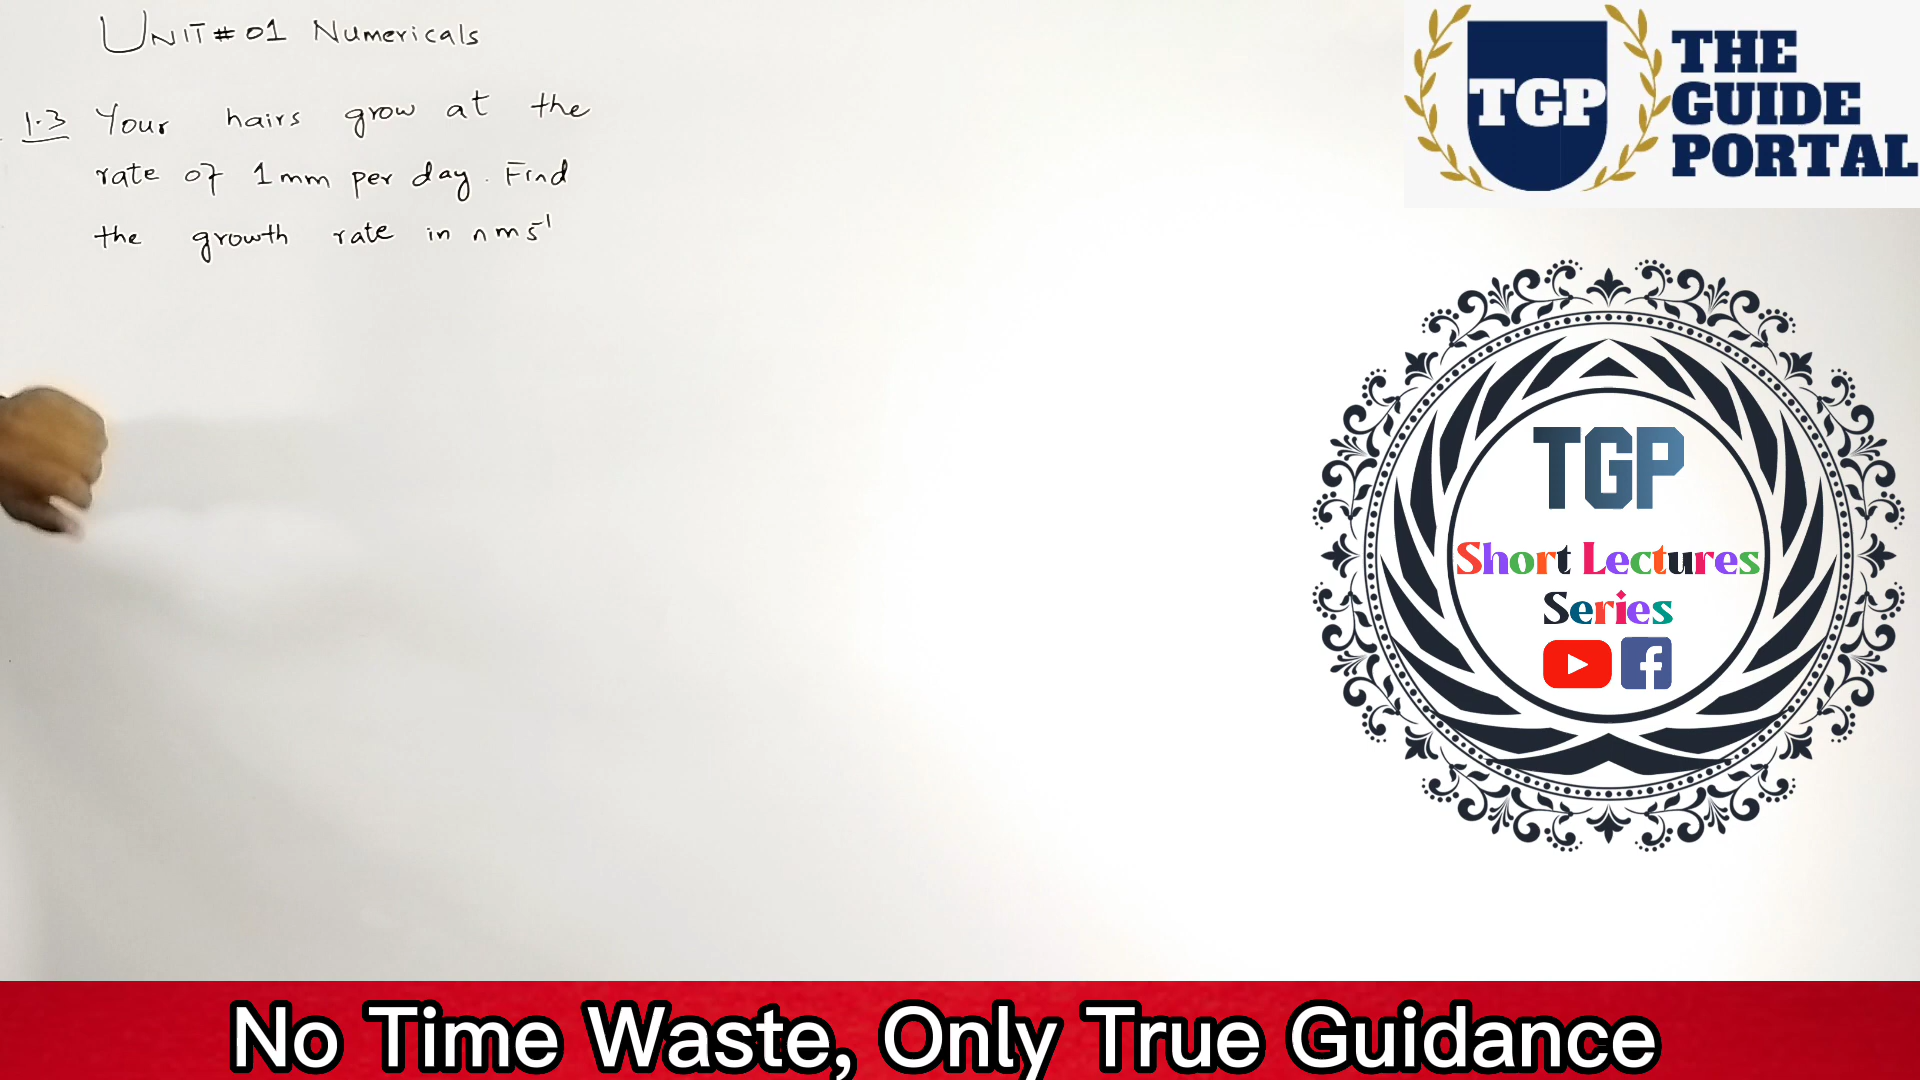 UNIT # 01 Numericals
1.3 Your hairs grow at the
rate of 1mm per day. Find
the growth rate in nms⁻¹
TGP
THE
GUIDE
PORTAL
TGP
Short Lectures
Series
No Time Waste, Only True Guidance